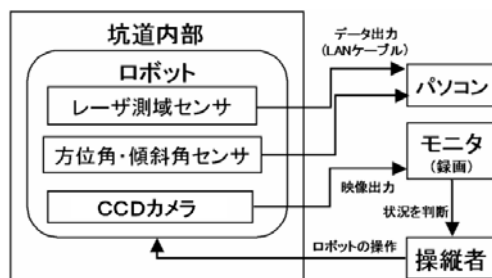 坑道内部
ロボット
レーザ測域センサ
方位角・傾斜角センサ
CCDカメラ
データ出力
(LANケーブル)
パソコン
モニタ
(録画)
映像出力
状況を判断
ロボットの操作
操縦者